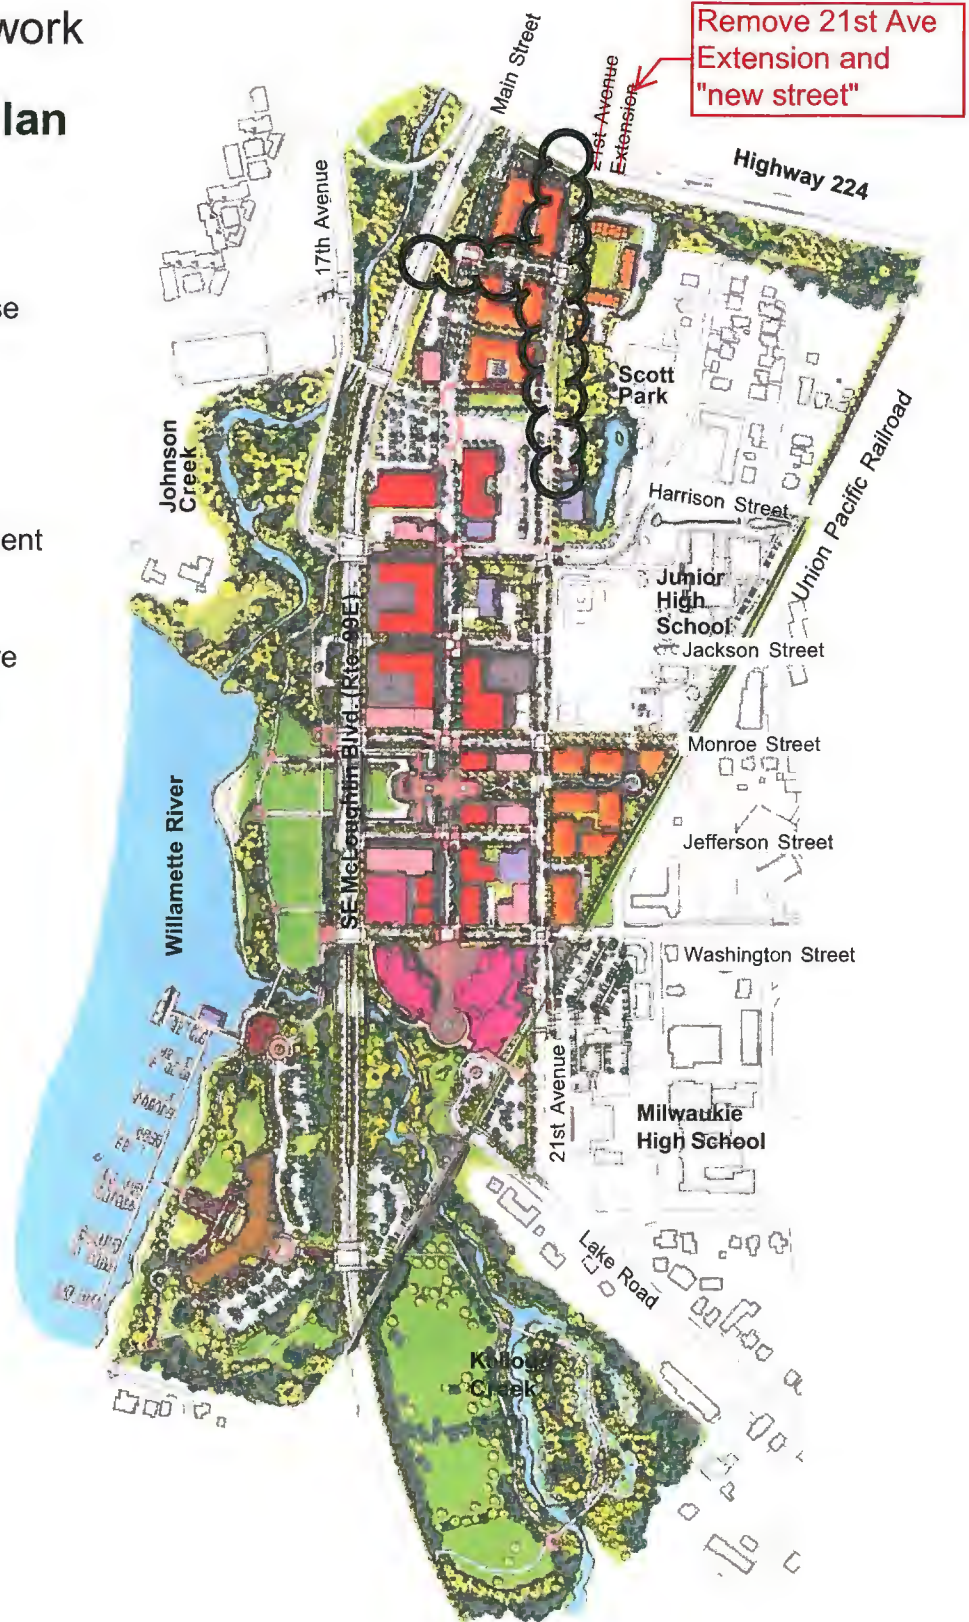 work
lan
se
ent
re
Remove 21st Ave
Extension and
"new street"
Main Street
21st Avenue
Extension
Highway 224
17th Avenue
Scott
Park
Johnson
Creek
Union Pacific Railroad
Harrison Street
Junior
High
School
Jackson Street
SE McLoughlin Blvd. (Rte. 99E)
Monroe Street
Willamette River
Jefferson Street
Washington Street
21st Avenue
Milwaukie
High School
Lake Road
Kellogg
Creek